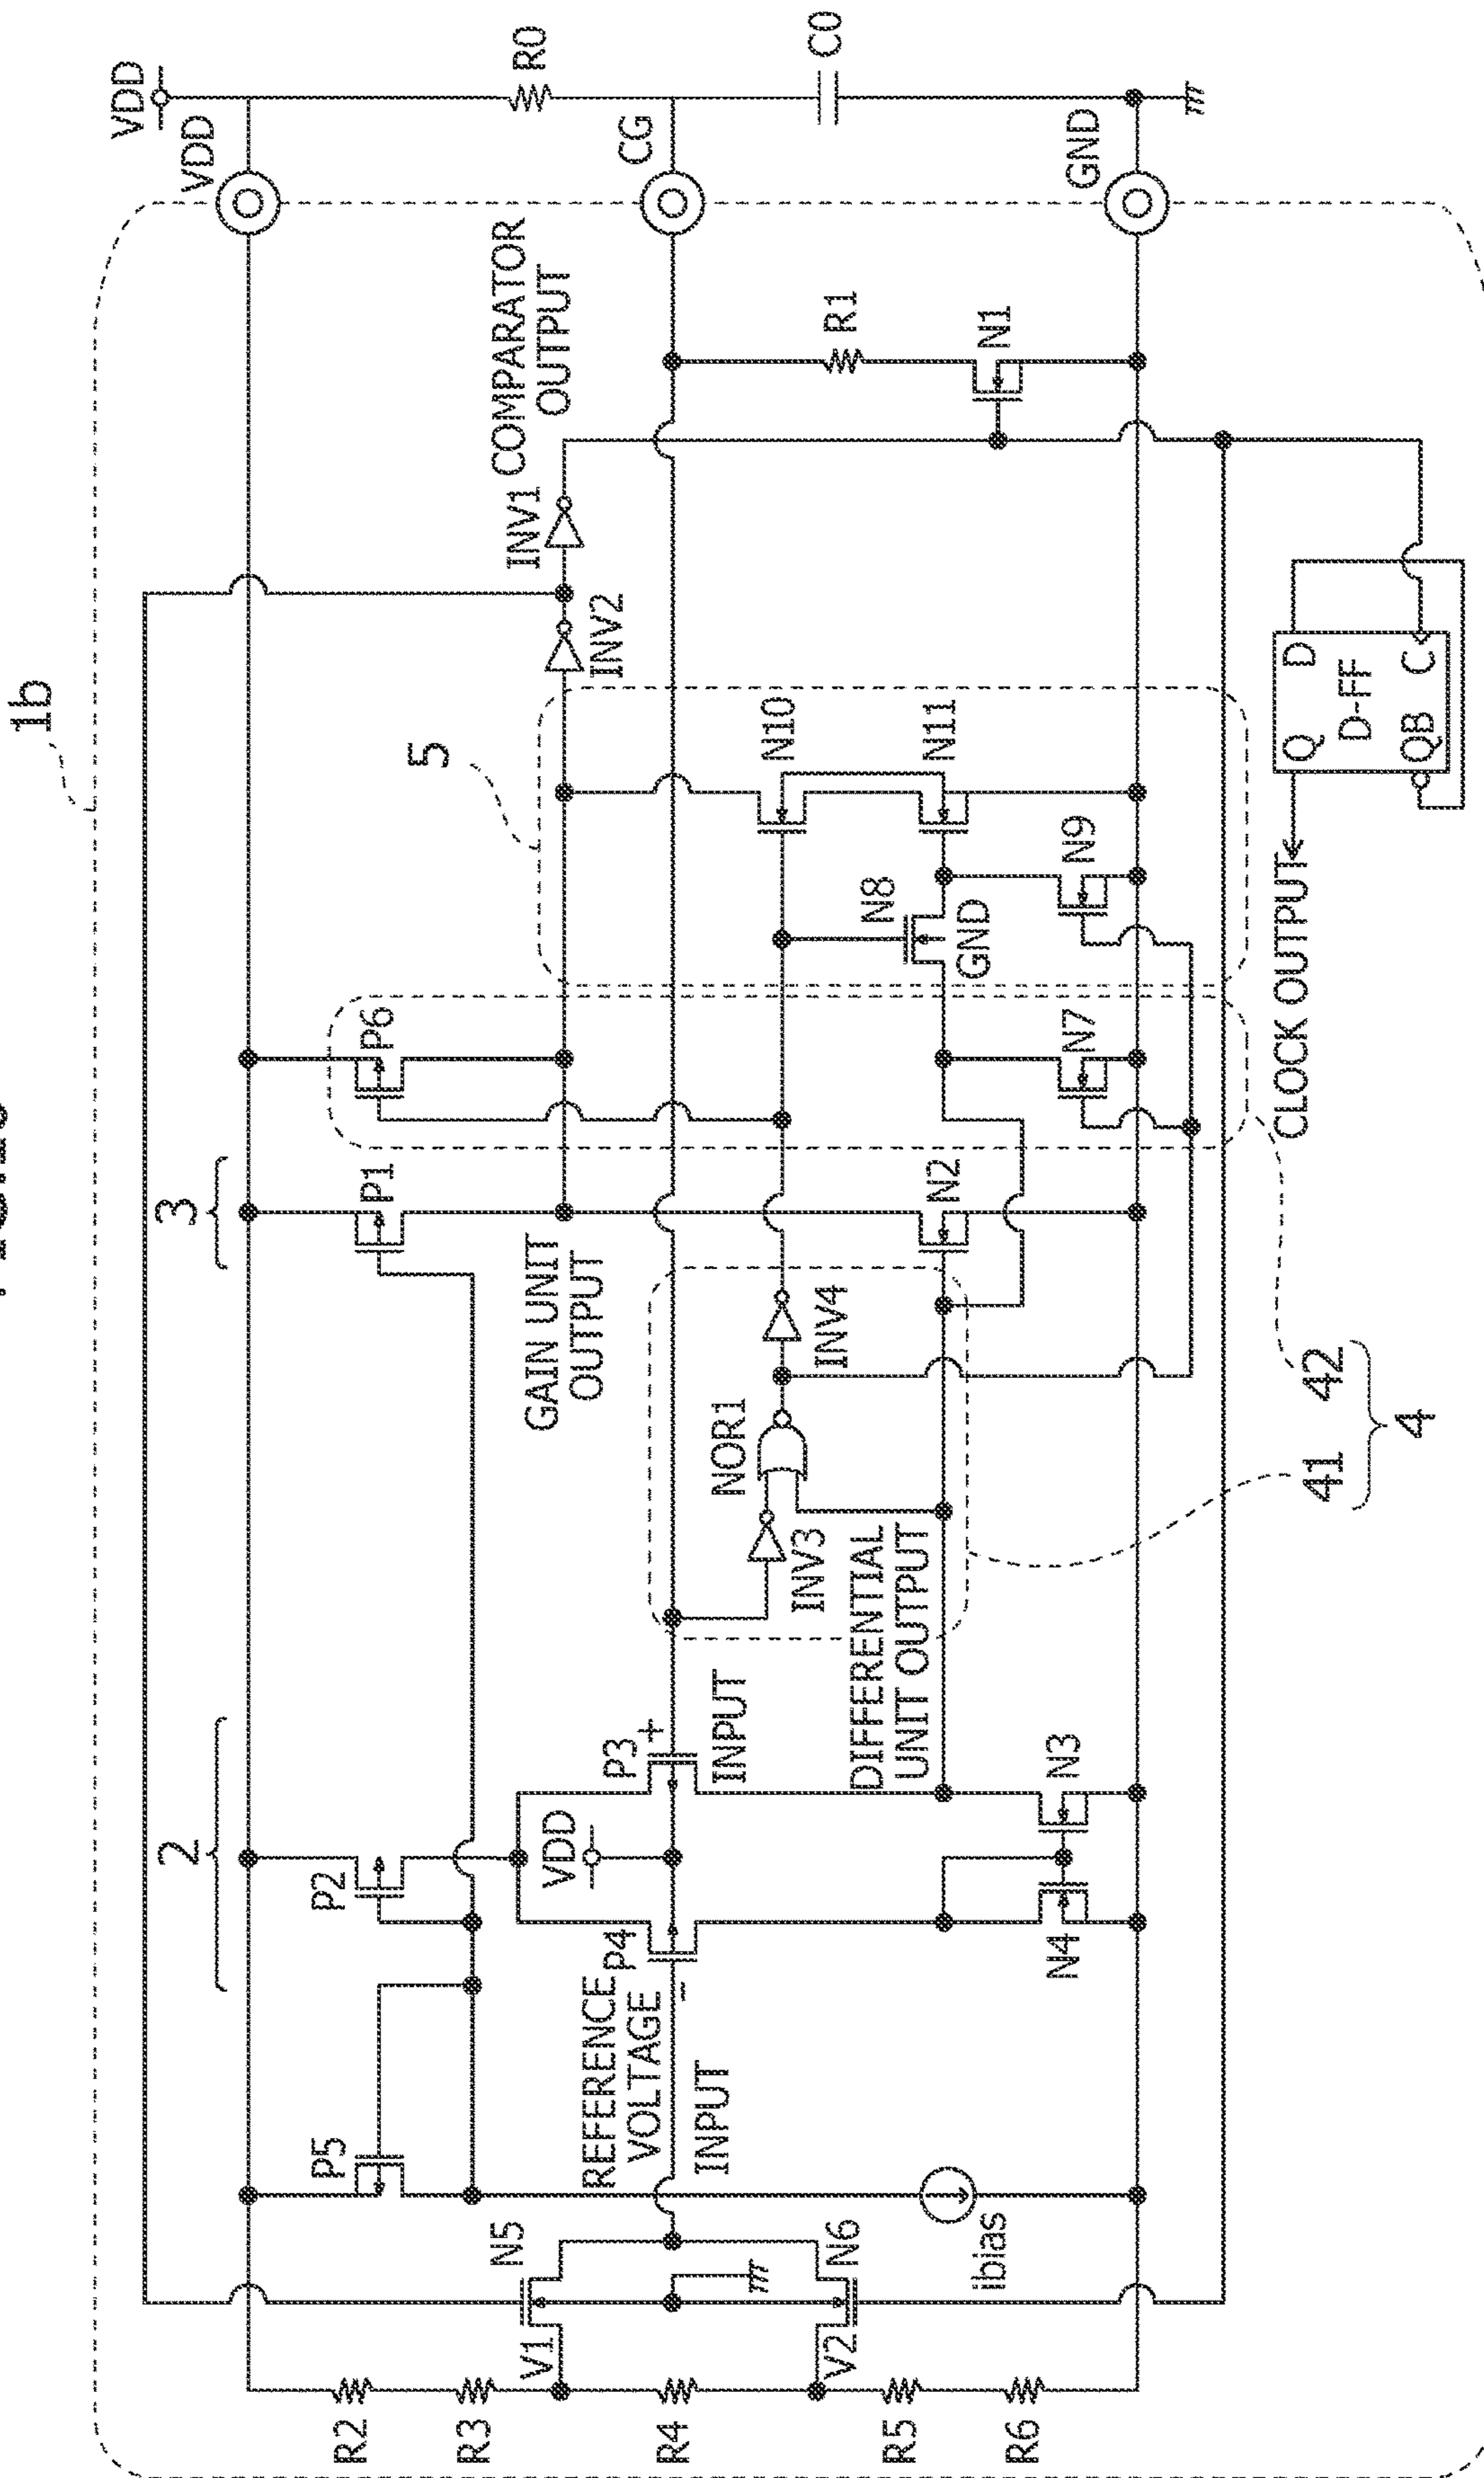 1b
VDD
VDD
R0
CG
C0
GND
COMPARATOR
OUTPUT
INV1
INV2
R1
N1
5
N10
N11
N8
GND
N9
D
Q
D-FF
C
QB
CLOCK OUTPUT
3
P1
P6
GAIN UNIT
OUTPUT
N2
N7
INV4
NOR1
INV3
42
41
4
2
P2
P3
+
INPUT
VDD
P4
-
DIFFERENTIAL
UNIT OUTPUT
N3
N4
P5
REFERENCE
VOLTAGE
INPUT
N5
N6
ibias
V1
V2
R2
R3
R4
R5
R6